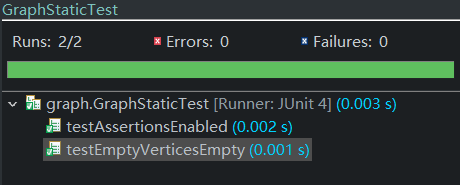 GraphStaticTest
Runs: 2/2 Errors: 0 Failures: 0
graph.GraphStaticTest [Runner: JUnit 4] (0.003 s)
testAssertionsEnabled (0.002 s)
testEmptyVerticesEmpty (0.001 s)